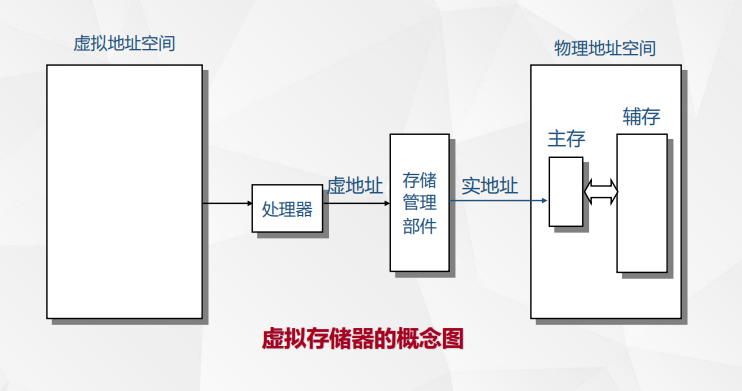 虚拟地址空间
物理地址空间
辅存
主存
虚地址
存储
管理
部件
实地址
处理器
虚拟存储器的概念图